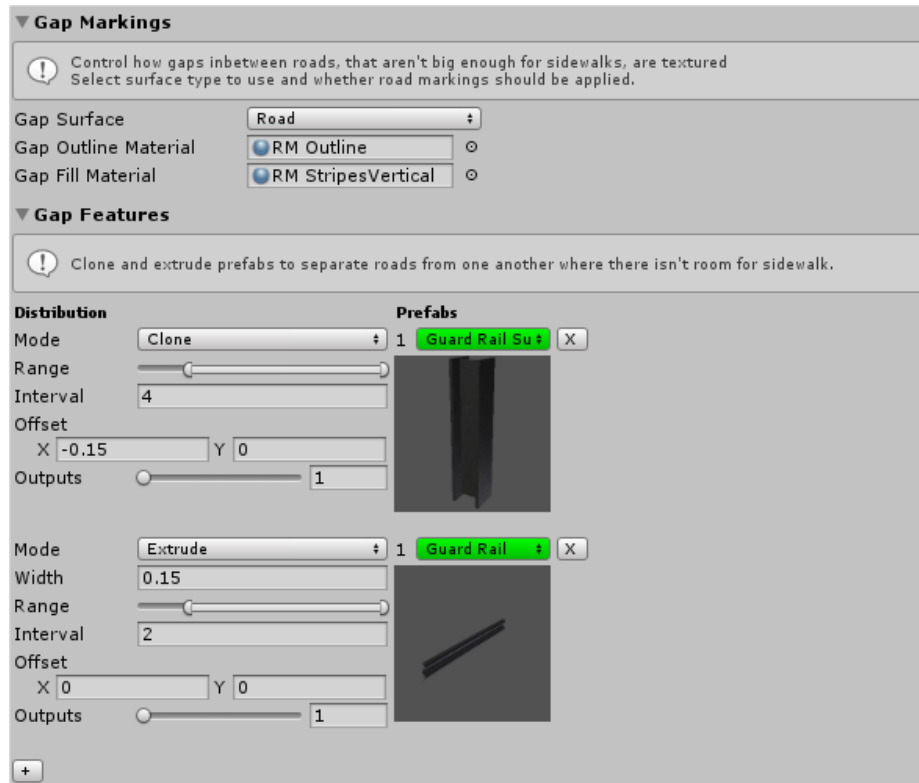 Gap Markings
Control how gaps inbetween roads, that aren't big enough for sidewalks, are textured
Select surface type to use and whether road markings should be applied.
Gap Surface Road
Gap Outline Material RM Outline
Gap Fill Material RM StripesVertical
Gap Features
Clone and extrude prefabs to separate roads from one another where there isn't room for sidewalk.
Distribution Prefabs
Mode Clone 1 Guard Rail Su X
Range
Interval 4
Offset
X -0.15 Y 0
Outputs 1
Mode Extrude 1 Guard Rail X
Width 0.15
Range
Interval 2
Offset
X 0 Y 0
Outputs 1
+